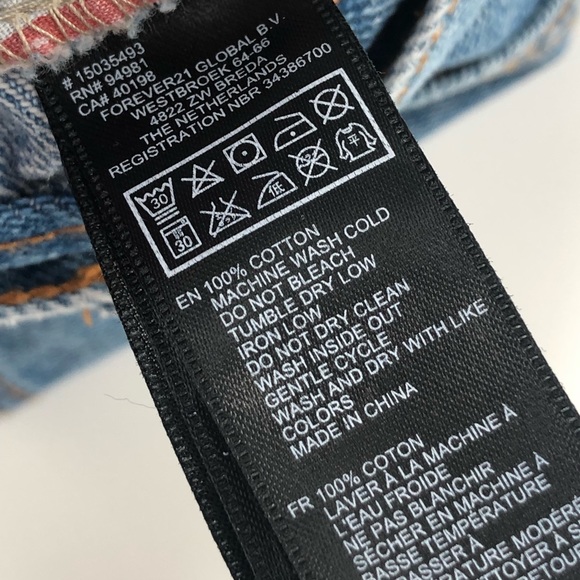 # 15035493
RN# 94981
CA# 40198
FOREVER21 GLOBAL B.V.
WESTBROEK 64-66
4822 ZW BREDA
THE NETHERLANDS
REGISTRATION NBR 34386700
30
30
低
平
EN 100% COTTON
MACHINE WASH COLD
DO NOT BLEACH
TUMBLE DRY LOW
IRON LOW
DO NOT DRY CLEAN
WASH INSIDE OUT
GENTLE CYCLE
WASH AND DRY WITH LIKE
COLORS
MADE IN CHINA
FR 100% COTON
LAVER À LA MACHINE À
L'EAU FROIDE
NE PAS BLANCHIR
SÉCHER EN MACHINE À
BASSE TEMPÉRATURE
MODÉRÉ